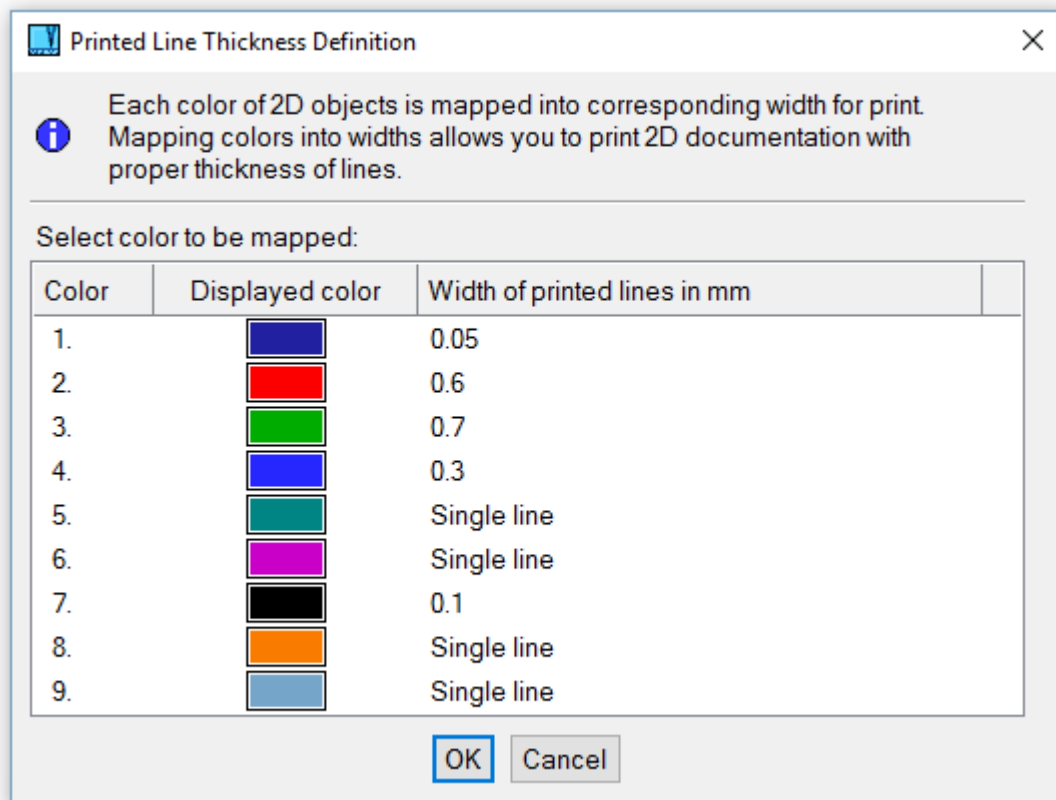 Printed Line Thickness Definition
Each color of 2D objects is mapped into corresponding width for print.
Mapping colors into widths allows you to print 2D documentation with
proper thickness of lines.
Select color to be mapped:
Color Displayed color Width of printed lines in mm
1. 0.05
2. 0.6
3. 0.7
4. 0.3
5. Single line
6. Single line
7. 0.1
8. Single line
9. Single line
OK Cancel